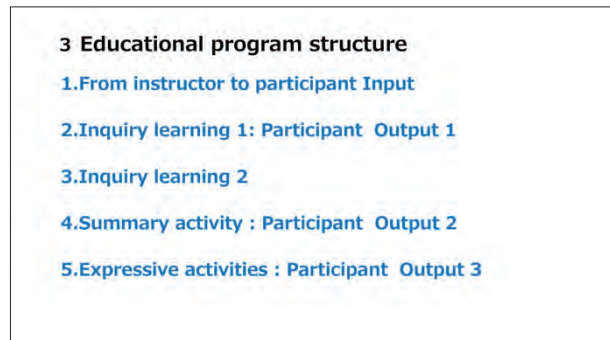 3 Educational program structure
1.From instructor to participant Input
2.Inquiry learning 1: Participant Output 1
3.Inquiry learning 2
4.Summary activity : Participant Output 2
5.Expressive activities : Participant Output 3